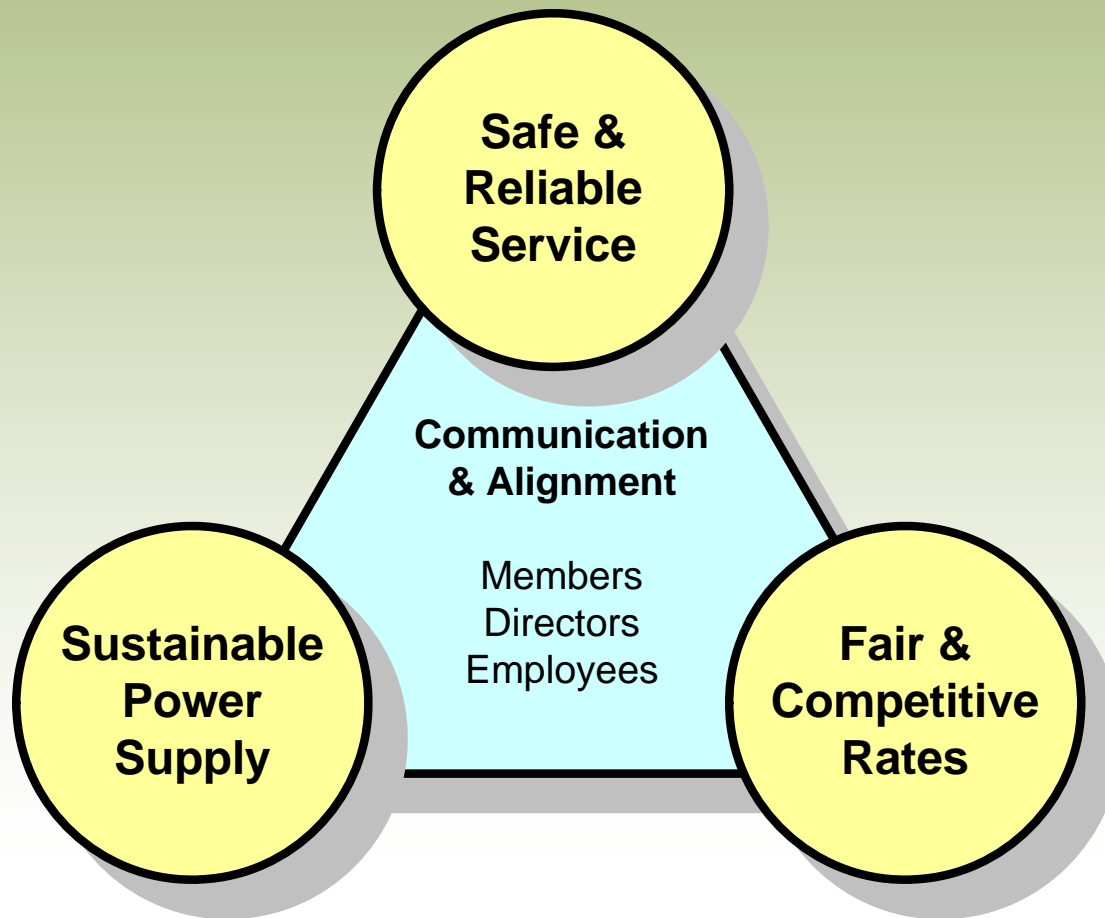 Safe &
Reliable
Service
Communication
& Alignment
Members
Directors
Employees
Sustainable
Power
Supply
Fair &
Competitive
Rates